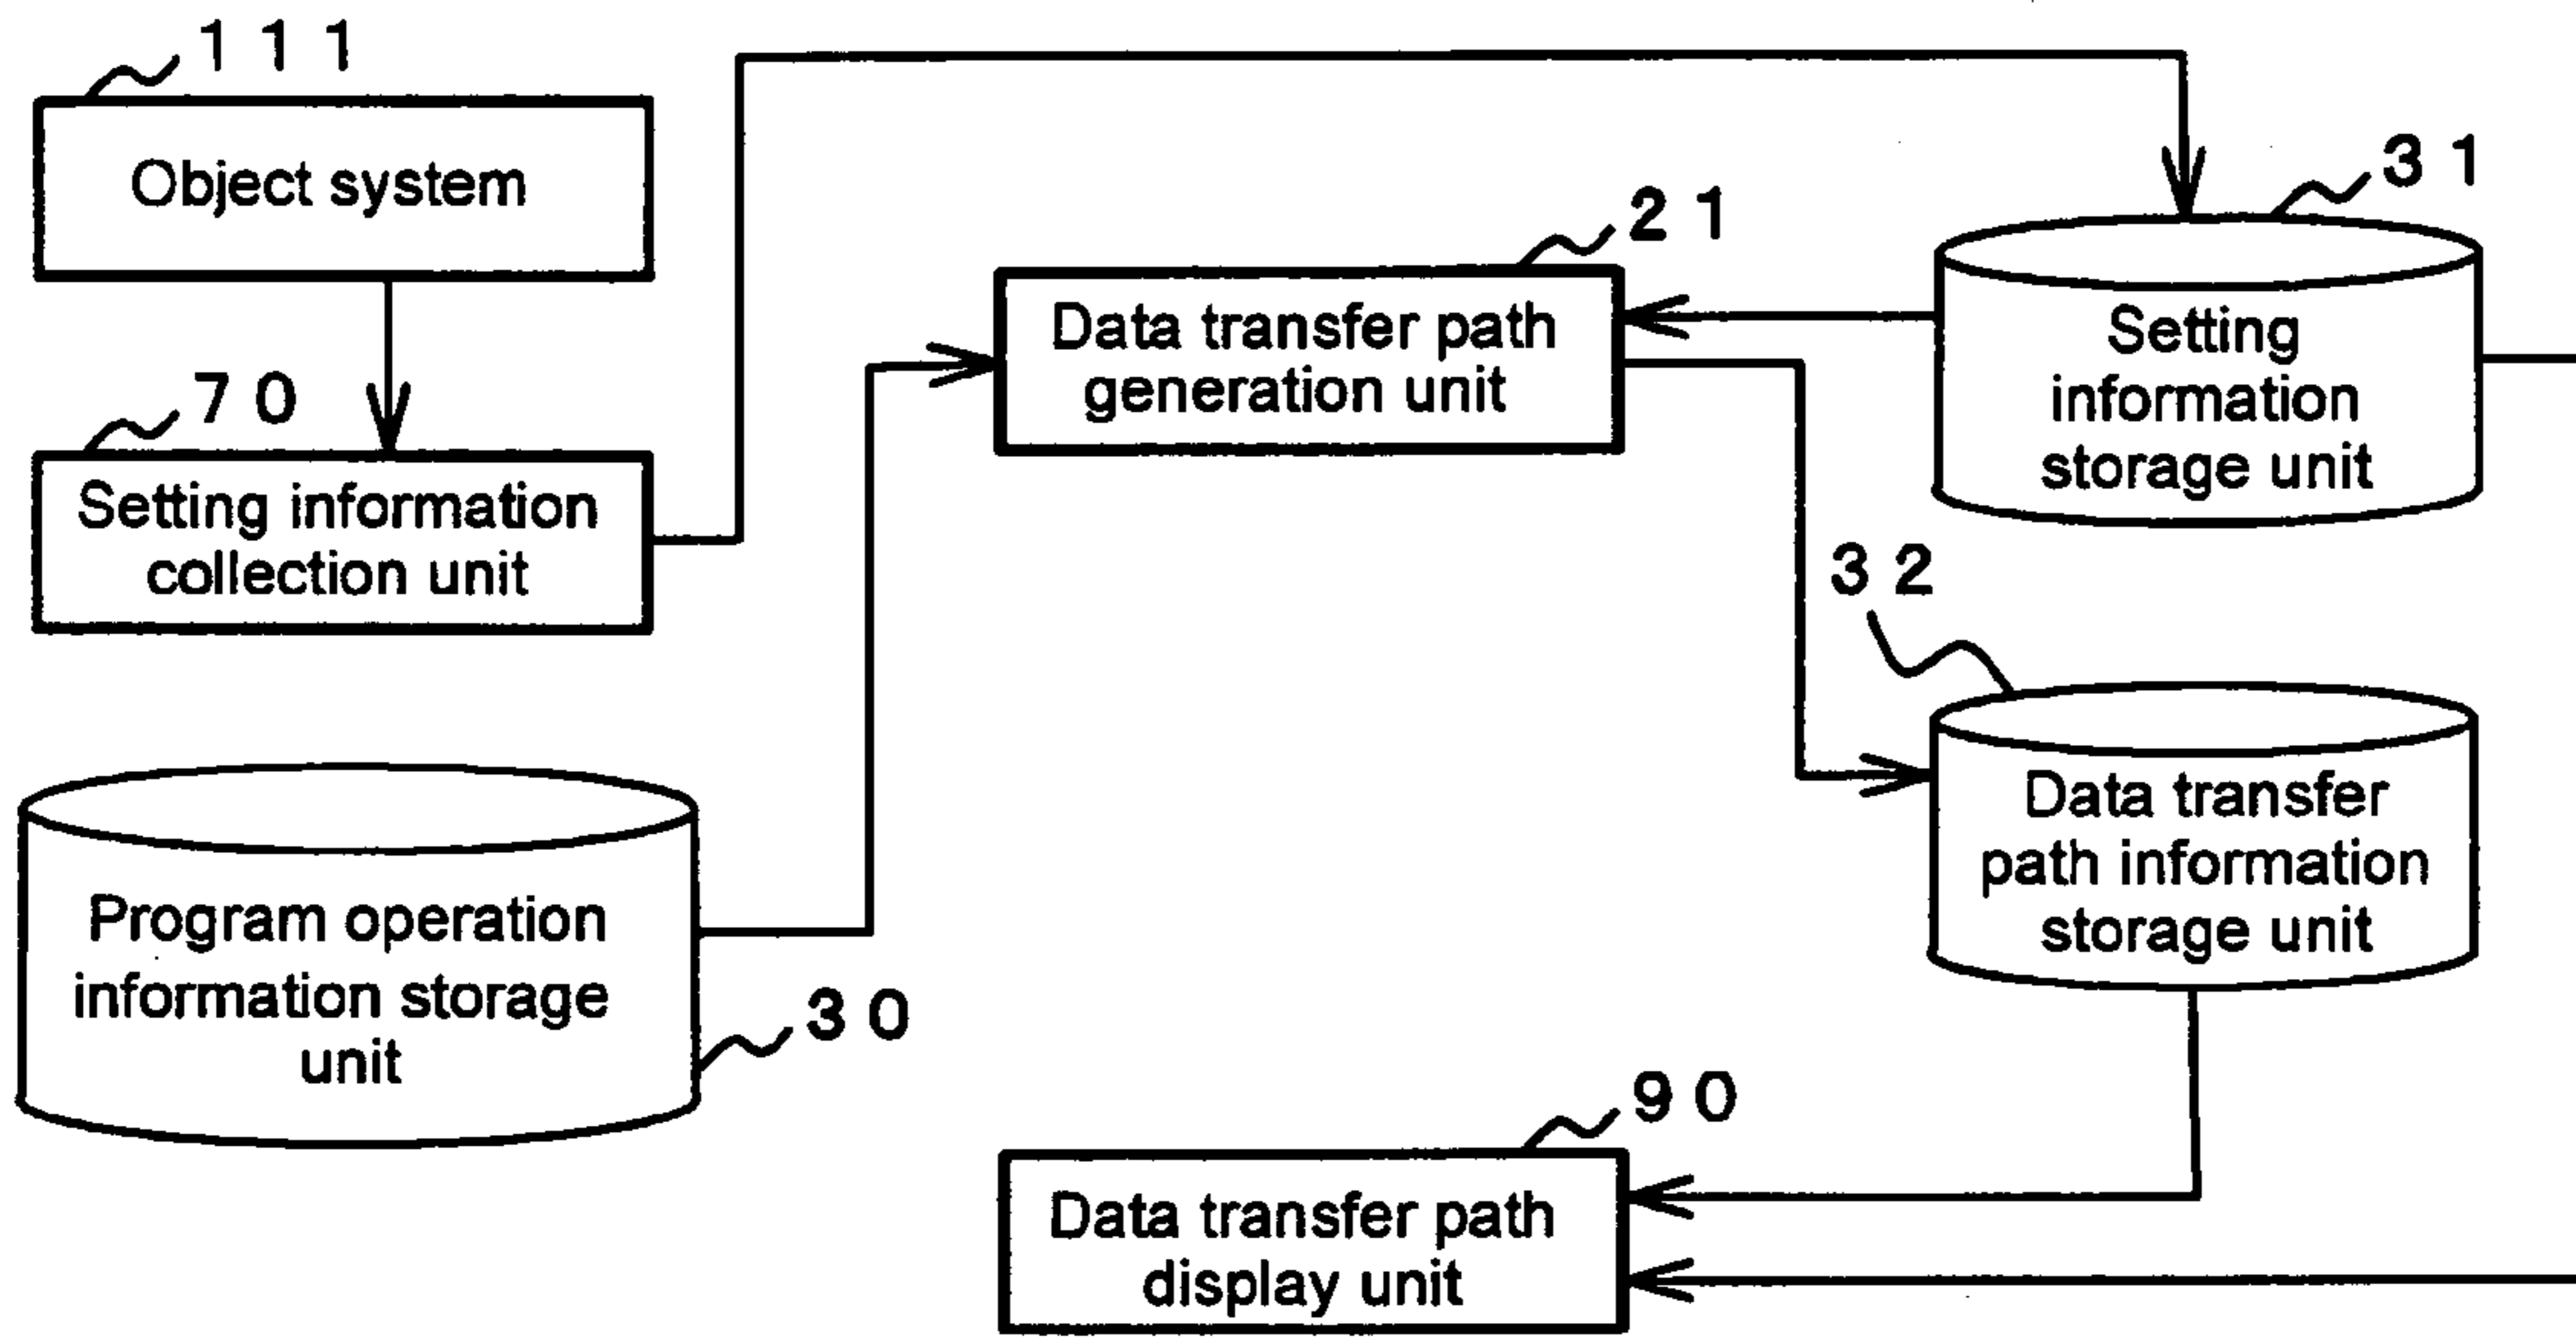 111
Object system
70
Setting information
collection unit
Program operation
information storage
unit
30
21
Data transfer path
generation unit
31
Setting
information
storage unit
32
Data transfer
path information
storage unit
90
Data transfer path
display unit